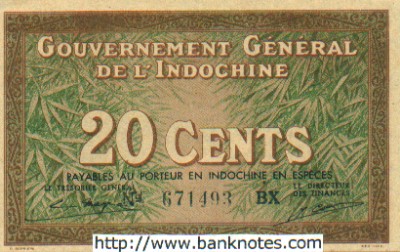 GOUVERNEMENT GÉNÉRAL
DE L'INDOCHINE
20 CENTS
PAYABLES AU PORTEUR EN INDOCHINE EN ESPÈCES
LE TRÉSORIER GÉNÉRAL
LE DIRECTEUR
DES FINANCES
Nº 671493 BX
http://www.banknotes.com/